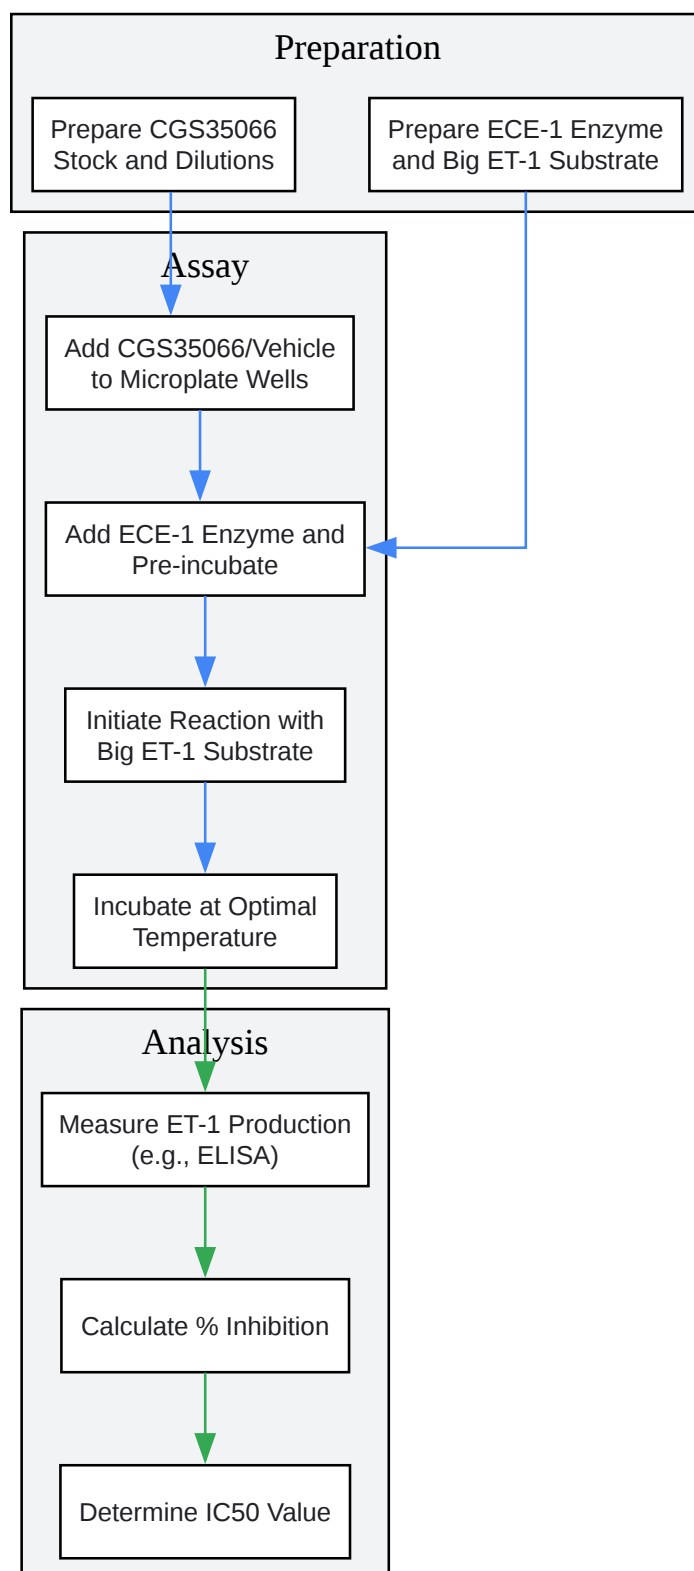 Preparation
Prepare CGS35066
Stock and Dilutions
Prepare ECE-1 Enzyme
and Big ET-1 Substrate
Assay
Add CGS35066/Vehicle
to Microplate Wells
Add ECE-1 Enzyme and
Pre-incubate
Initiate Reaction with
Big ET-1 Substrate
Incubate at Optimal
Temperature
Analysis
Measure ET-1 Production
(e.g., ELISA)
Calculate % Inhibition
Determine IC50 Value